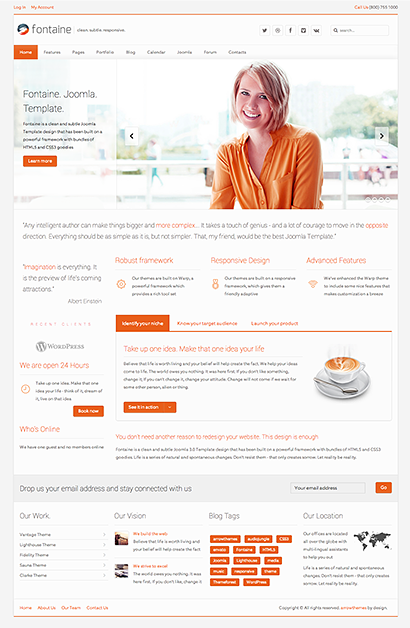 Log In My Account
Call Us (800) 755 1000
fontaine clean, subtle, responsive.
search...
Home Features Pages Portfolio Blog Calendar Joomla Forum Contacts
Fontaine. Joomla.
Template.
Fontaine is a clean and subtle Joomla
Template design that has been built on a
powerful framework with bundles of
HTML5 and CSS3 goodies
Learn more
"Any intelligent author can make things bigger and more complex... It takes a touch of genius - and a lot of courage to move in the opposite
direction. Everything should be as simple as it is, but not simpler. That, my friend, would be the best Joomla Template."
"Imagination is everything. It
is the preview of life's coming
attractions."
Albert Einstein
Robust framework
Our themes are built on Warp, a
powerful framework which
provides a rich tool set
Responsive Design
Our themes are built on a responsive
framework, which gives them a
friendly adaptive
Advanced Features
We've enhanced the Warp theme
to include some nice features that
makes customization a breeze
RECENT CLIENTS
WORDPRESS
We are open 24 Hours
Take up one idea. Make that one
idea your life - think of it, dream of
it, live on that idea
Book now
Who's Online
We have one guest and no members online
Identify your niche Know your target audience Launch your product
Take up one idea. Make that one idea your life
Believe that life is worth living and your belief will help create the fact. We help your ideas
come to life. The world owes you nothing. It was here first. If you don't like something,
change it. If you can't change it, change your attitude. Change will not come if we wait for
some other person, or if we wait for
See it in action
You don't need another reason to redesign your website. This design is enough
Fontaine is a clean and subtle Joomla 3.0 Template design that has been built on a powerful framework with bundles of HTML5 and CSS3
goodies. Life is a series of natural and spontaneous changes. Don't resist them - that only creates sorrow. Let reality be reality.
Drop us your email address and stay connected with us
Your email address
Go
Our Work.
Vantage Theme
Lighthouse Theme
Fidelity Theme
Sauna Theme
Clarke Theme
Our Vision
We build the web.
Believe that life is worth living and
your belief will help create the fact
We strive to excel.
The world owes you nothing. It was
here first. If you don't like, change it
Blog Tags
arrowthemes audiojungle CSS3
envato Fontaine HTML5
Joomla Lighthouse mac
music responsive theme
Themeforest WordPress
Our Location
Our offices are located
all over the globe with
multi-lingual assistants
to help you out.
Life is a series of natural and spontaneous
changes. Don't resist them - that only creates
sorrow. Let reality be reality.
Home About Us Our Team Contact Us
Copyright © All rights reserved. arrowthemes by design.